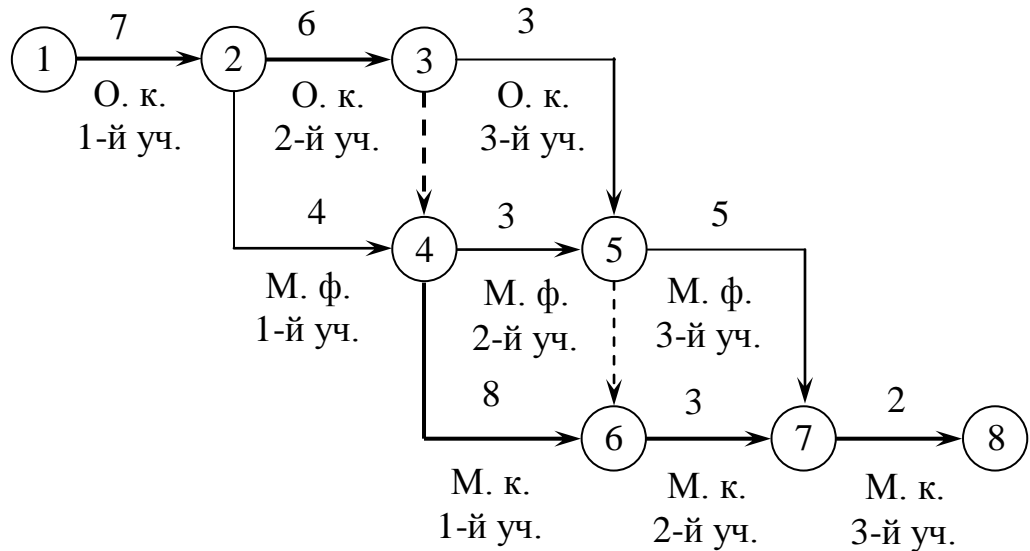 7
6
3
1
2
3
О. к.
1-й уч.
О. к.
2-й уч.
О. к.
3-й уч.
4
3
5
4
5
М. ф.
1-й уч.
М. ф.
2-й уч.
М. ф.
3-й уч.
8
3
2
6
7
8
М. к.
1-й уч.
М. к.
2-й уч.
М. к.
3-й уч.